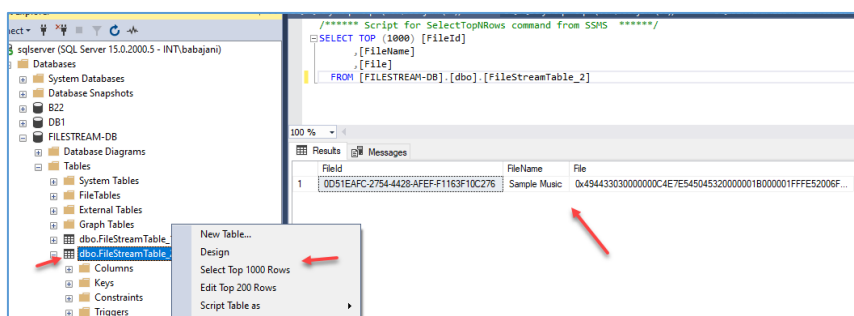 ect
sqlserver (SQL Server 15.0.2000.5 - INT\babajani)
Databases
System Databases
Database Snapshots
B22
DB1
FILESTREAM-DB
Database Diagrams
Tables
System Tables
FileTables
External Tables
Graph Tables
dbo.FileStreamTable_
dbo.FileStreamTable_
Columns
Keys
Constraints
Triggers
New Table...
Design
Select Top 1000 Rows
Edit Top 200 Rows
Script Table as
/****** Script for SelectTopNRows command from SSMS ******/
SELECT TOP (1000) [FileId]
,[FileName]
,[File]
FROM [FILESTREAM-DB].[dbo].[FileStreamTable_2]
100 %
Results Messages
FileId FileName File
1 0D51EAFC-2754-4428-AFEF-F1163F10C276 Sample Music 0x494433030000000C4E7E545045320000001B000001FFFE52006F...